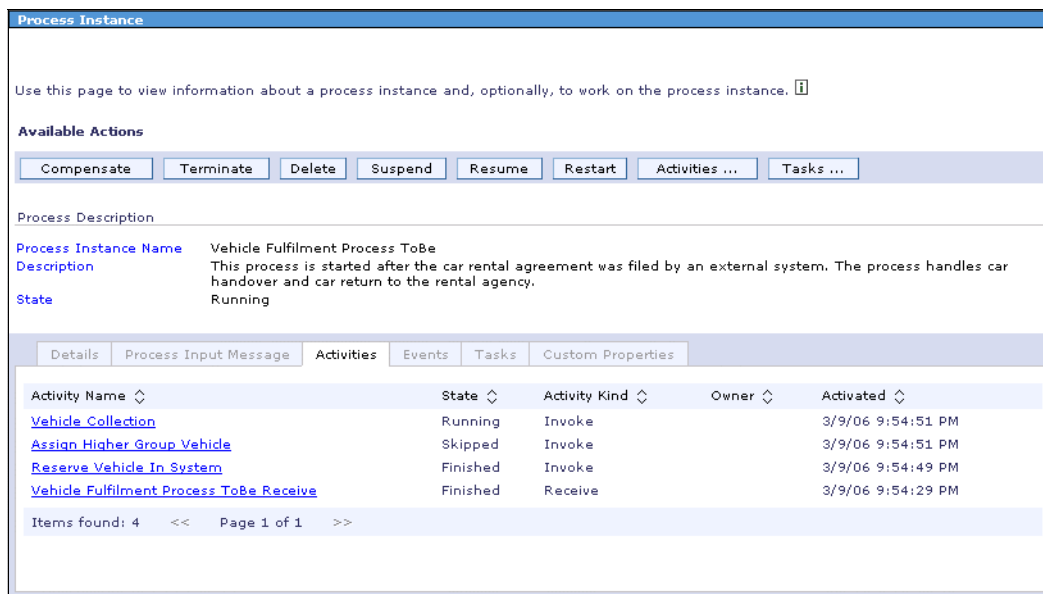 Process Instance
Use this page to view information about a process instance and, optionally, to work on the process instance. i
Available Actions
Compensate Terminate Delete Suspend Resume Restart Activities ... Tasks ...
Process Description
Process Instance Name Vehicle Fulfilment Process ToBe
Description This process is started after the car rental agreement was filed by an external system. The process handles car
handover and car return to the rental agency.
State Running
Details Process Input Message Activities Events Tasks Custom Properties
Activity Name State Activity Kind Owner Activated
Vehicle Collection Running Invoke 3/9/06 9:54:51 PM
Assign Higher Group Vehicle Skipped Invoke 3/9/06 9:54:51 PM
Reserve Vehicle In System Finished Invoke 3/9/06 9:54:49 PM
Vehicle Fulfilment Process ToBe Receive Finished Receive 3/9/06 9:54:29 PM
Items found: 4 << Page 1 of 1 >>